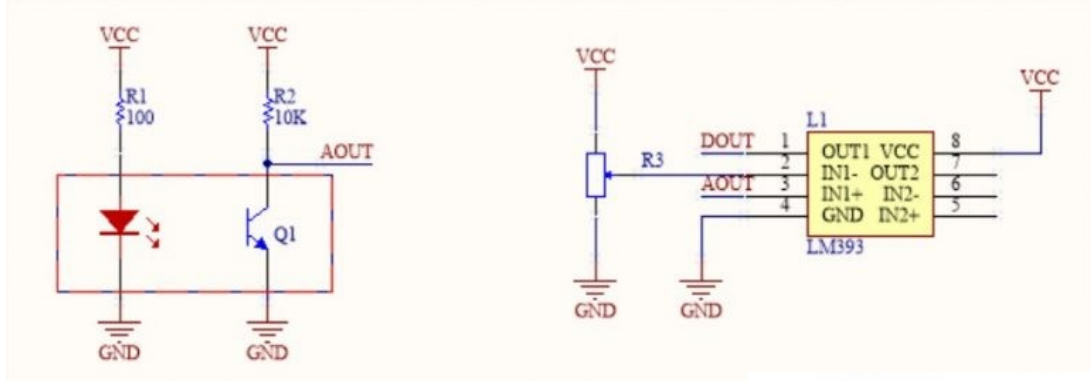 VCC
R1
100
VCC
R2
10K
AOUT
Q1
GND
GND
VCC
R3
GND
DOUT
AOUT
GND
L1
1 OUT1 VCC 8
2 IN1- OUT2 7
3 IN1+ IN2- 6
4 GND IN2+ 5
LM393
VCC